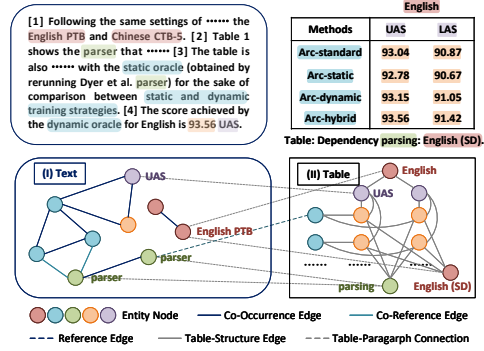 [1] Following the same settings of ······ the
English PTB and Chinese CTB-5. [2] Table 1
shows the parser that ······ [3] The table is
also ······ with the static oracle (obtained by
rerunning Dyer et al. parser) for the sake of
comparison between static and dynamic
training strategies. [4] The score achieved by
the dynamic oracle for English is 93.56 UAS.
English
Methods UAS LAS
Arc-standard 93.04 90.87
Arc-static 92.78 90.67
Arc-dynamic 93.15 91.05
Arc-hybrid 93.56 91.42
Table: Dependency parsing: English (SD).
(I) Text
UAS
English PTB
parser
parser
(II) Table
English
UAS
LAS
······ ······
parsing
English (SD)
Entity Node Co-Occurrence Edge Co-Reference Edge
Reference Edge Table-Structure Edge Table-Paragarph Connection